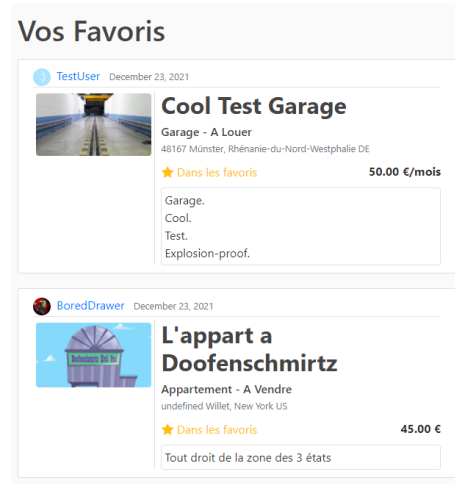 Vos Favoris
TestUser December 23, 2021
Cool Test Garage
Garage - A Louer
48167 Münster, Rhénanie-du-Nord-Westphalie DE
Dans les favoris 50.00 €/mois
Garage.
Cool.
Test.
Explosion-proof.
BoredDrawer December 23, 2021
L'appart a
Doofenschmirtz
Appartement - A Vendre
undefined Willet, New York US
Dans les favoris 45.00 €
Tout droit de la zone des 3 états